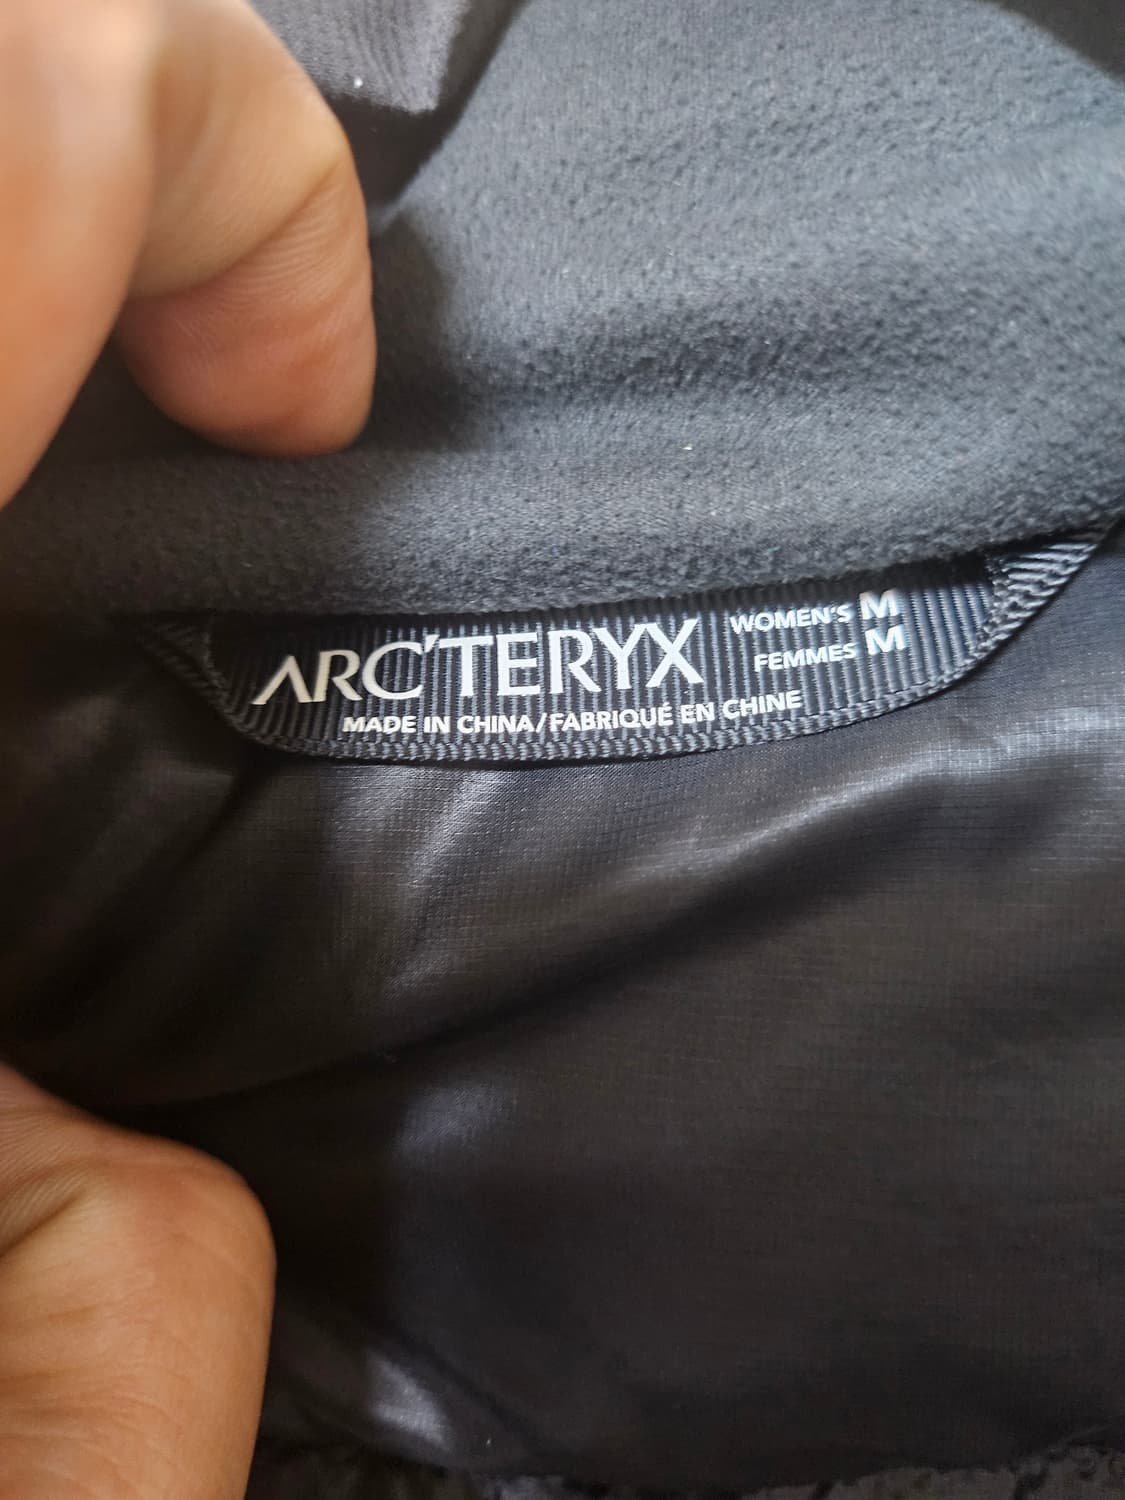 ARC'TERYX
WOMEN'S M
FEMMES M
MADE IN CHINA/FABRIQUÉ EN CHINE